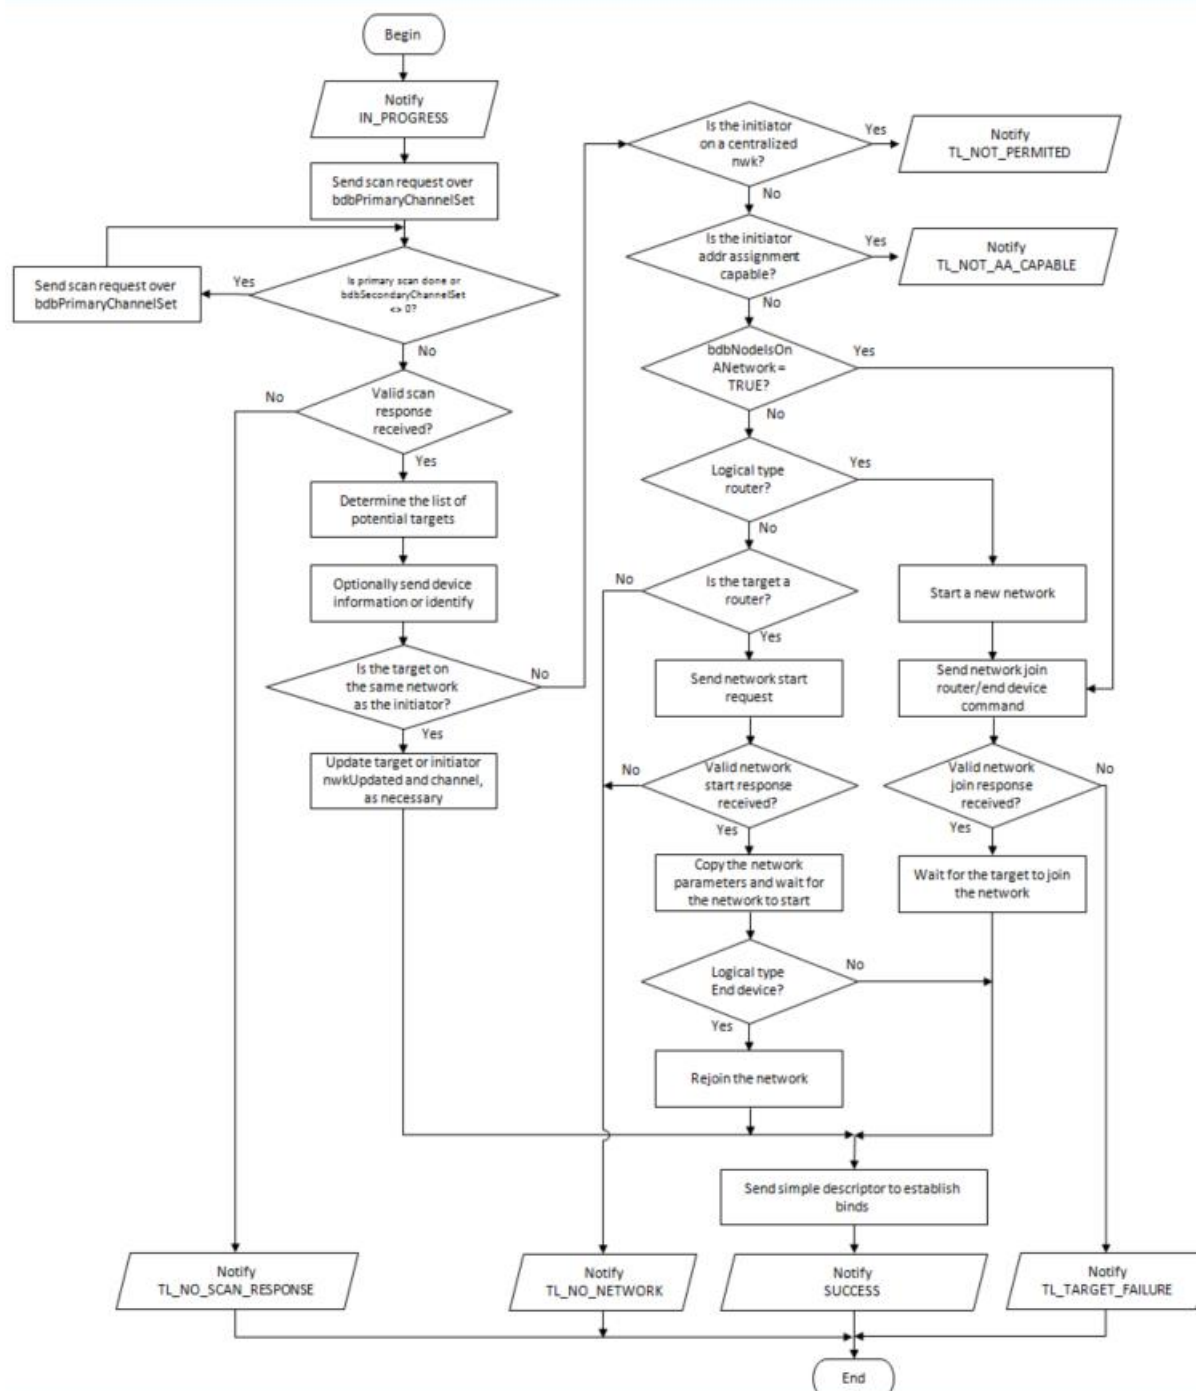 Begin
Notify
IN_PROGRESS
Send scan request over
bdbPrimaryChannelSet
Send scan request over
bdbPrimaryChannelSet
Yes
Is primary scan done or
bdbSecondaryChannelSet
<> 0?
No
No
Valid scan
response
received?
Yes
Determine the list of
potential targets
Optionally send device
information or identify
Is the target on
the same network
as the initiator?
No
Yes
Update target or initiator
nwkUpdated and channel,
as necessary
Is the initiator
on a centralized
nwk?
Yes
Notify
TL_NOT_PERMITED
No
Is the initiator
addr assignment
capable?
Yes
Notify
TL_NOT_AA_CAPABLE
No
bdbNodeIsOn
ANetwork =
TRUE?
Yes
No
Logical type
router?
Yes
No
No
Is the target a
router?
Yes
Start a new network
Send network start
request
Send network join
router/end device
command
No
Valid network
start response
received?
Yes
Valid network
join response
received?
No
Yes
Copy the network
parameters and wait for
the network to start
Wait for the target to join
the network
Logical type
End device?
No
Yes
Rejoin the network
Send simple descriptor to establish
binds
Notify
TL_NO_SCAN_RESPONSE
Notify
TL_NO_NETWORK
Notify
SUCCESS
Notify
TL_TARGET_FAILURE
End